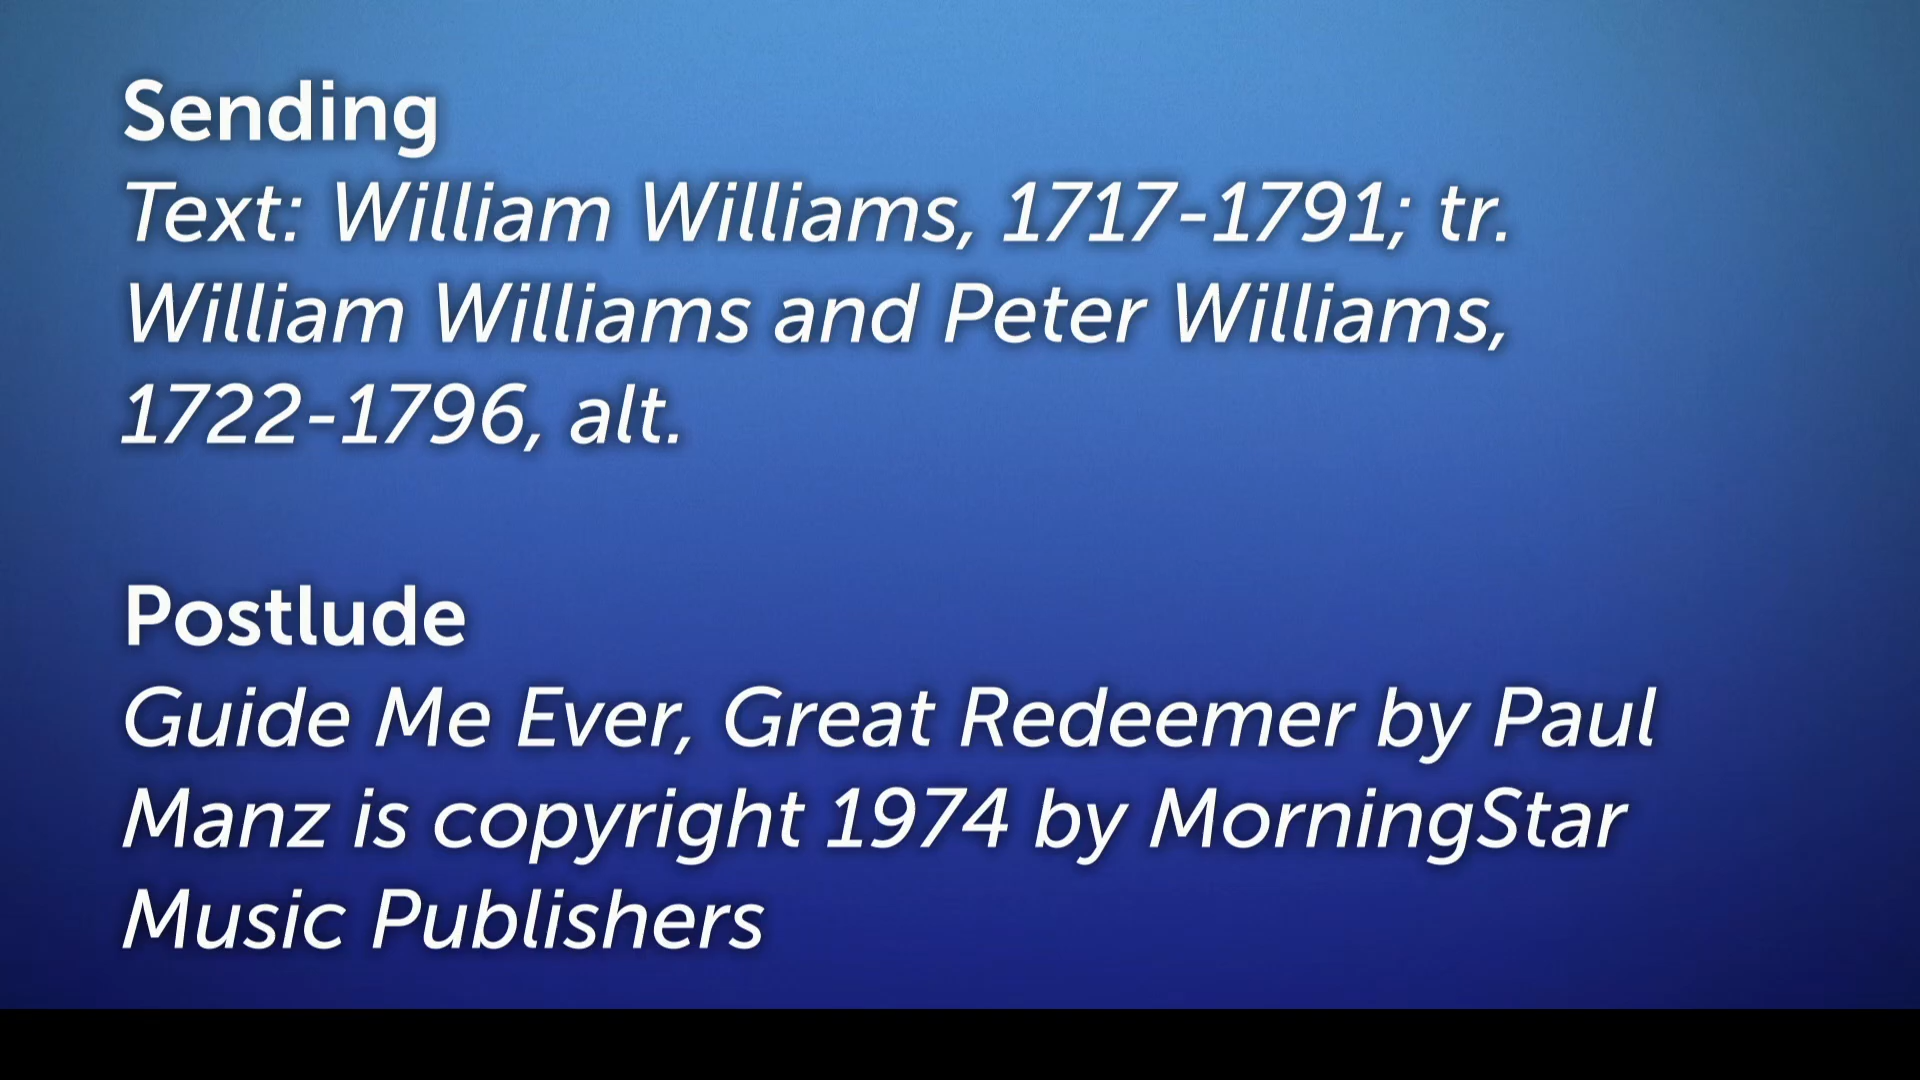 Sending
Text: William Williams, 1717-1791; tr.
William Williams and Peter Williams,
1722-1796, alt.
Postlude
Guide Me Ever, Great Redeemer by Paul
Manz is copyright 1974 by MorningStar
Music Publishers